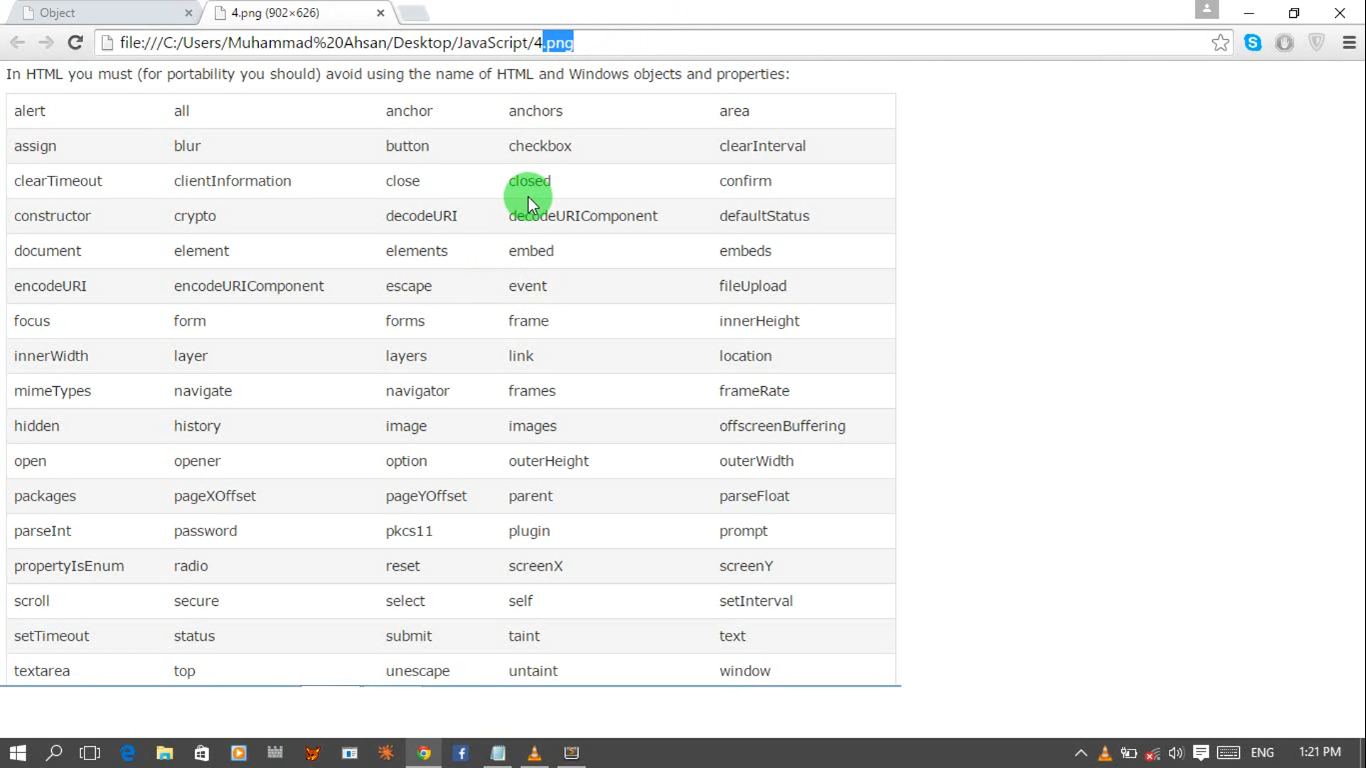 Object
4.png (902×626)
file:///C:/Users/Muhammad%20Ahsan/Desktop/JavaScript/4.png
In HTML you must (for portability you should) avoid using the name of HTML and Windows objects and properties:
alert all anchor anchors area
assign blur button checkbox clearInterval
clearTimeout clientInformation close closed confirm
constructor crypto decodeURI decodeURIComponent defaultStatus
document element elements embed embeds
encodeURI encodeURIComponent escape event fileUpload
focus form forms frame innerHeight
innerWidth layer layers link location
mimeTypes navigate navigator frames frameRate
hidden history image images offscreenBuffering
open opener option outerHeight outerWidth
packages pageXOffset pageYOffset parent parseFloat
parseInt password pkcs11 plugin prompt
propertyIsEnum radio reset screenX screenY
scroll secure select self setInterval
setTimeout status submit taint text
textarea top unescape untaint window
ENG 1:21 PM